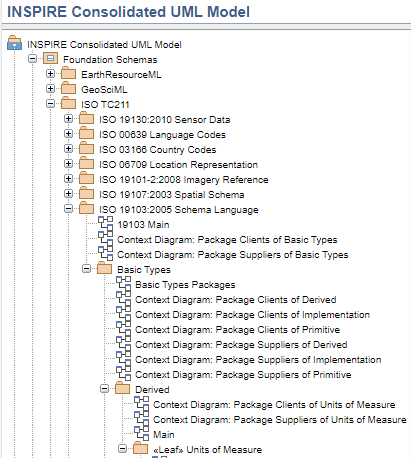 INSPIRE Consolidated UML Model
INSPIRE Consolidated UML Model
Foundation Schemas
EarthResourceML
GeoSciML
ISO TC211
ISO 19130:2010 Sensor Data
ISO 00639 Language Codes
ISO 03166 Country Codes
ISO 06709 Location Representation
ISO 19101-2:2008 Imagery Reference
ISO 19107:2003 Spatial Schema
ISO 19103:2005 Schema Language
19103 Main
Context Diagram: Package Clients of Basic Types
Context Diagram: Package Suppliers of Basic Types
Basic Types
Basic Types Packages
Context Diagram: Package Clients of Derived
Context Diagram: Package Clients of Implementation
Context Diagram: Package Clients of Primitive
Context Diagram: Package Suppliers of Derived
Context Diagram: Package Suppliers of Implementation
Context Diagram: Package Suppliers of Primitive
Derived
Context Diagram: Package Clients of Units of Measure
Context Diagram: Package Suppliers of Units of Measure
Main
«Leaf» Units of Measure